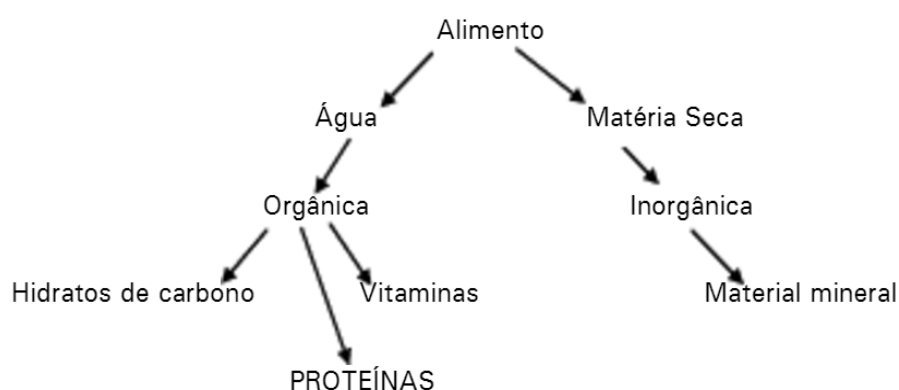 Alimento
Água Matéria Seca
Orgânica Inorgânica
Hidratos de carbono Vitaminas Material mineral
PROTEÍNAS